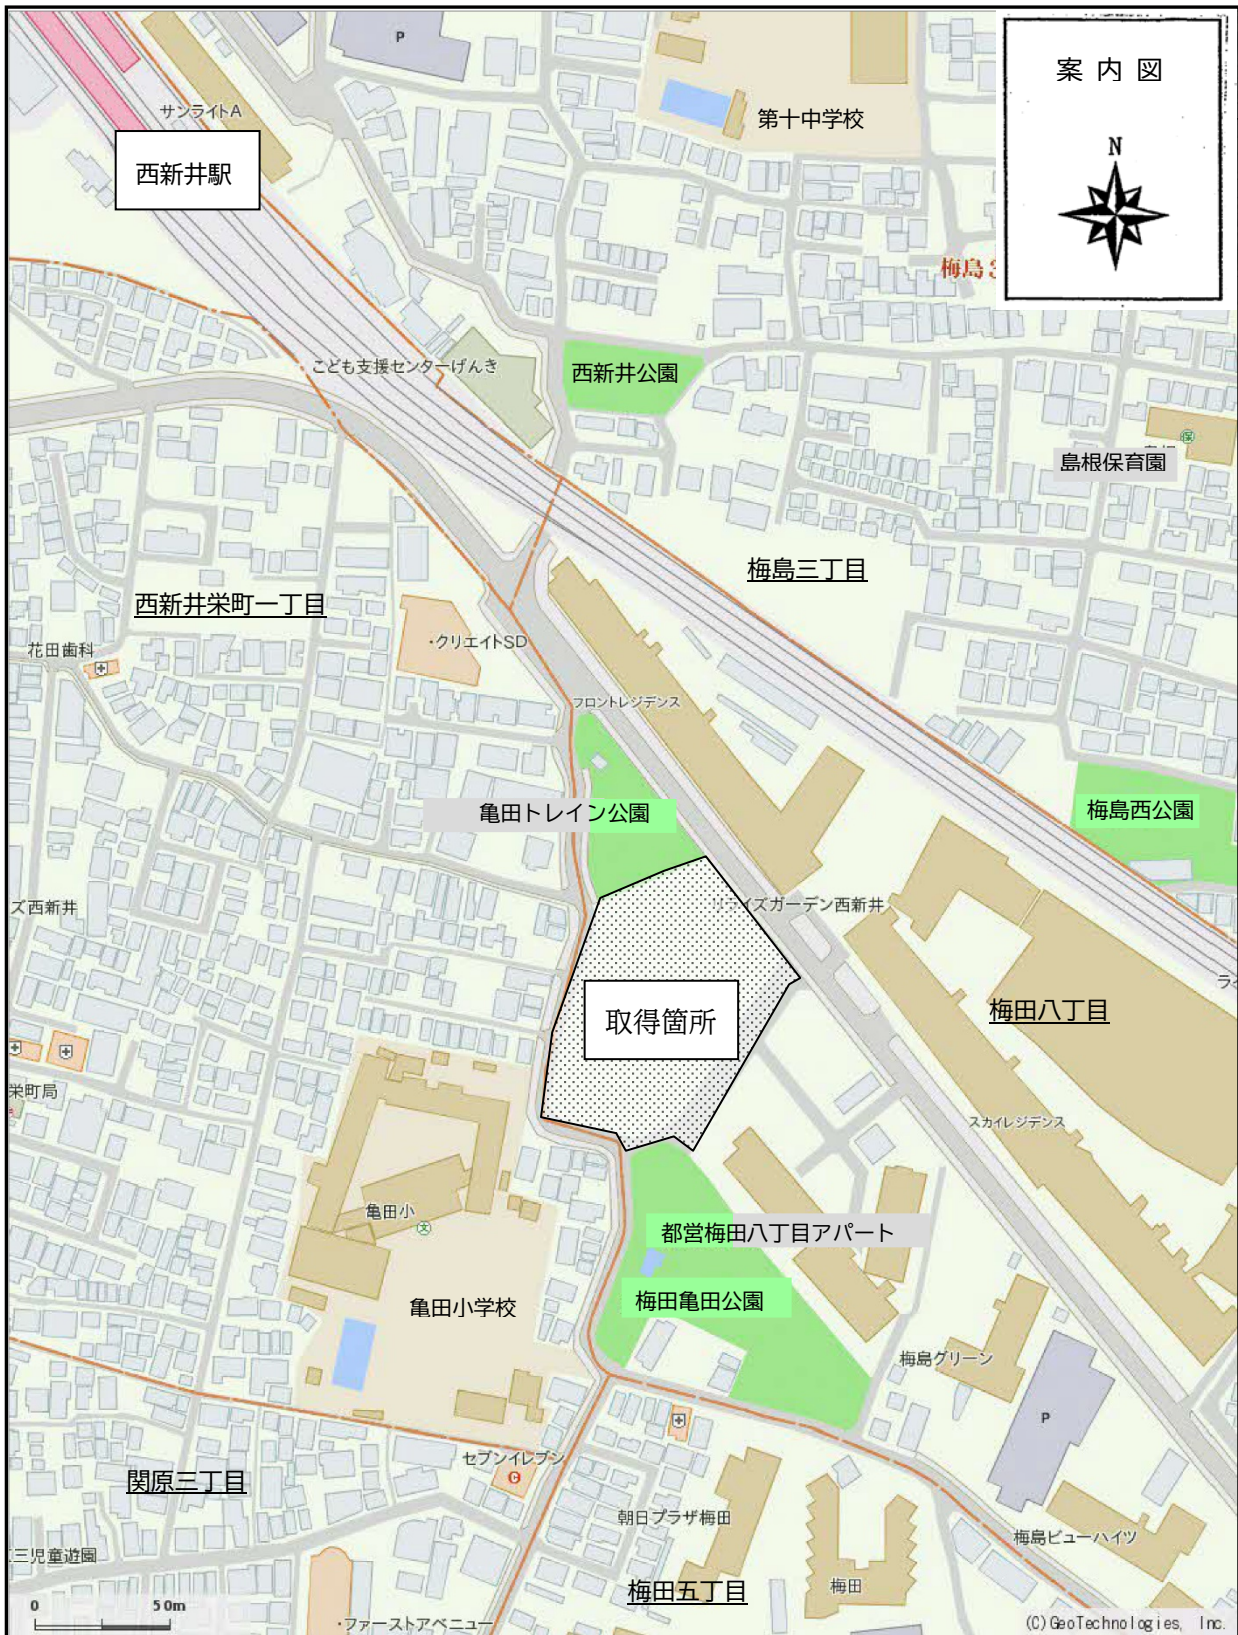 P
案内図
サンライトA
第十中学校
N
西新井駅
梅島3
こども支援センターげんき
西新井公園
島根保育園
梅島三丁目
西新井栄町一丁目
花田歯科
・クリエイトSD
フロントレジデンス
亀田トレイン公園
梅島西公園
ズ西新井
イズガーデン西新井
ラ
取得箇所
梅田八丁目
栄町局
スカイレジデンス
亀田小
文
都営梅田八丁目アパート
梅田亀田公園
亀田小学校
梅島グリーン
P
セブンイレブン
関原三丁目
朝日プラザ梅田
梅島ビューハイツ
三児童遊園
梅田五丁目
梅田
0 50m
・ファーストアベニュー
(C)GeoTechnologies, Inc.